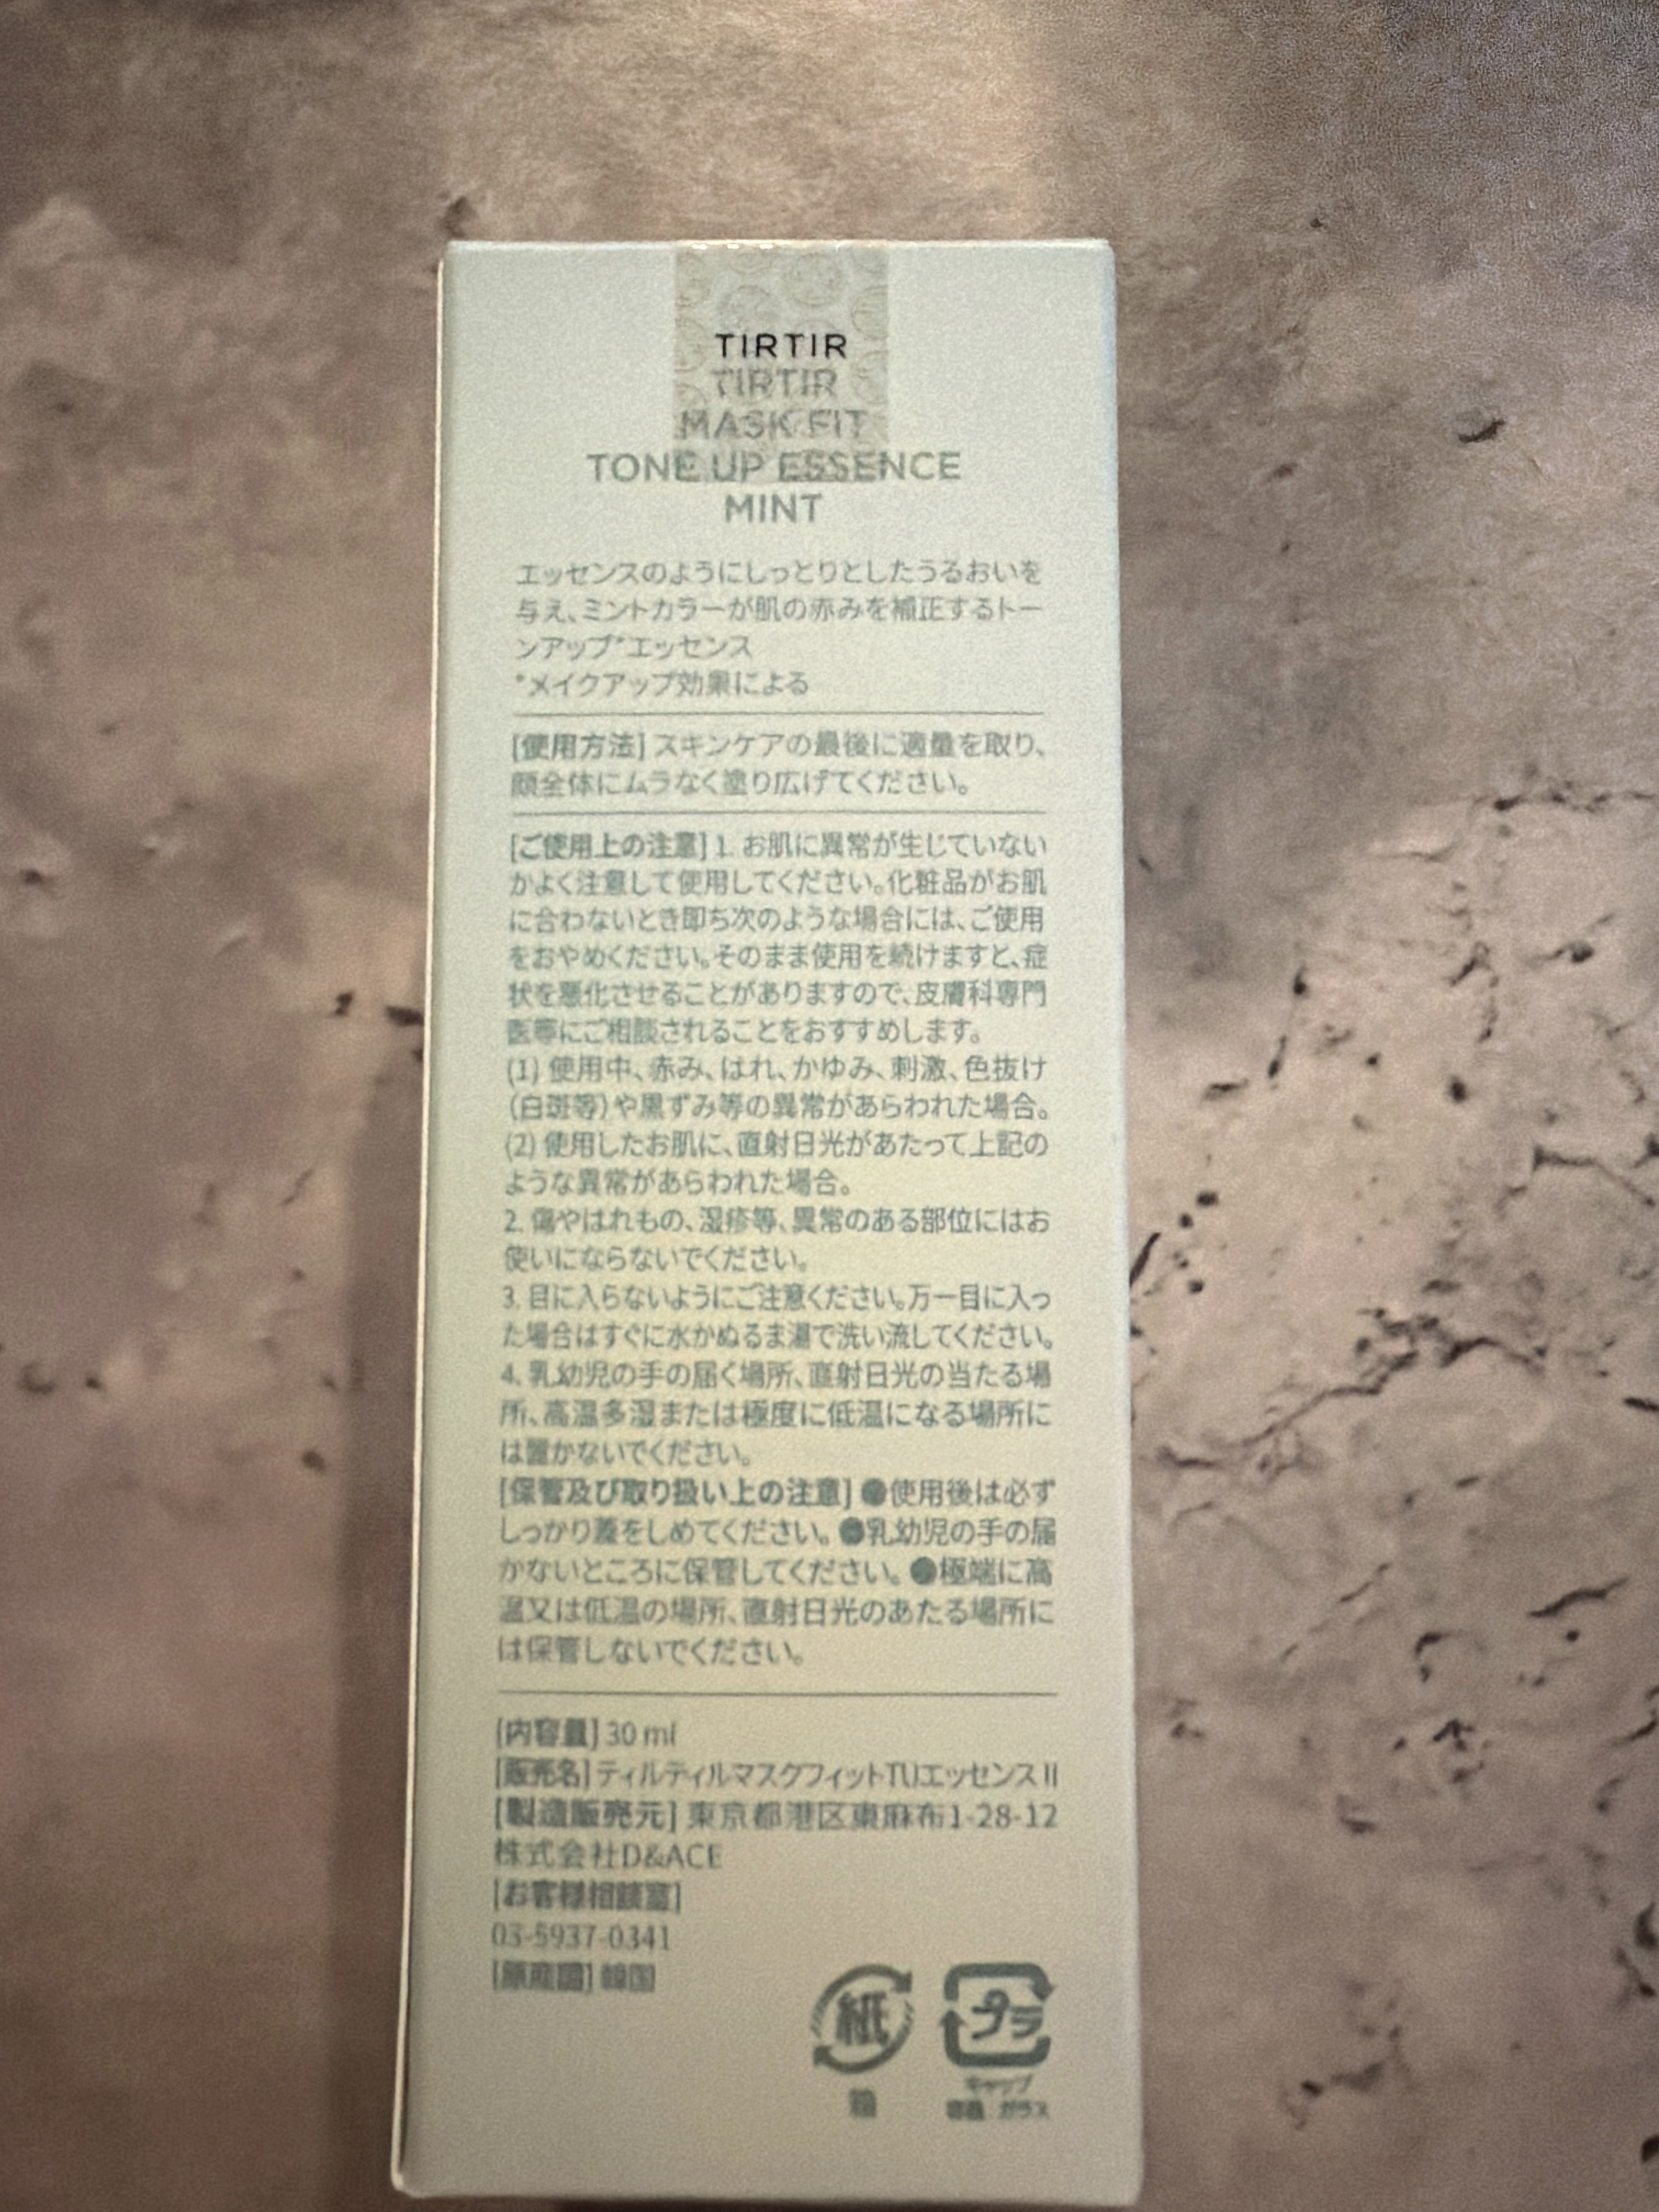 TIRTIR
TIRTIR
MASK FIT
TONE UP ESSENCE
MINT
エッセンスのようにしっとりとしたうるおいを
与え、ミントカラーが肌の赤みを補正するトー
ンアップ*エッセンス
*メイクアップ効果による
[使用方法] スキンケアの最後に適量を取り、
顔全体にムラなく塗り広げてください。
[ご使用上の注意] 1. お肌に異常が生じていない
かよく注意して使用してください。化粧品がお肌
に合わないとき即ち次のような場合には、ご使用
をおやめください。そのまま使用を続けますと、症
状を悪化させることがありますので、皮膚科専門
医等にご相談されることをおすすめします。
(1) 使用中、赤み、はれ、かゆみ、刺激、色抜け
(白斑等)や黒ずみ等の異常があらわれた場合。
(2) 使用したお肌に、直射日光があたって上記の
ような異常があらわれた場合。
2. 傷やはれもの、湿疹等、異常のある部位にはお
使いにならないでください。
3. 目に入らないようにご注意ください。万一目に入っ
た場合はすぐに水かぬるま湯で洗い流してください。
4. 乳幼児の手の届く場所、直射日光の当たる場
所、高温多湿または極度に低温になる場所に
は置かないでください。
[保管及び取り扱い上の注意] ●使用後は必ず
しっかり蓋をしめてください。●乳幼児の手の届
かないところに保管してください。●極端に高
温又は低温の場所、直射日光のあたる場所に
は保管しないでください。
[内容量] 30 ml
[販売名] ティルティルマスクフィットTUエッセンス II
[製造販売元] 東京都港区東麻布1-28-12
株式会社D&ACE
[お客様相談室]
03-5937-0341
[原産国] 韓国
紙 プラ
箱 キャップ
容器 ガラス